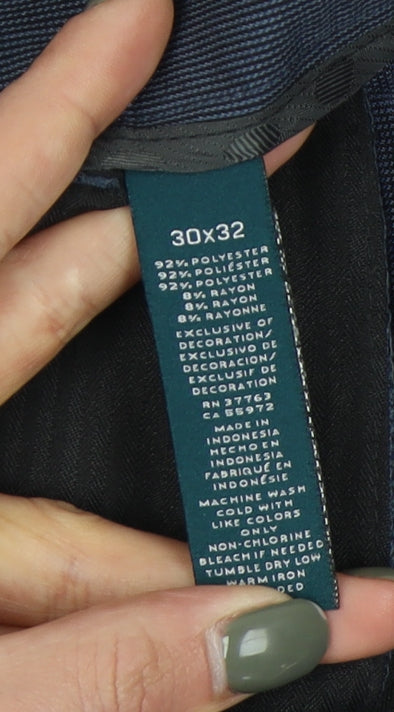 30x32
92% POLYESTER
92% POLIÉSTER
92% POLYESTER
8% RAYON
8% RAYON
8% RAYONNE
EXCLUSIVE OF
DECORATION/
EXCLUSIVO DE
DECORACION/
EXCLUSIF DE
DECORATION
RN 37763
CA 55972
MADE IN
INDONESIA
HECHO EN
INDONESIA
FABRIQUÉ EN
INDONÉSIE
MACHINE WASH
COLD WITH
LIKE COLORS
ONLY
NON-CHLORINE
BLEACH IF NEEDED
TUMBLE DRY LOW
WARM IRON
DED